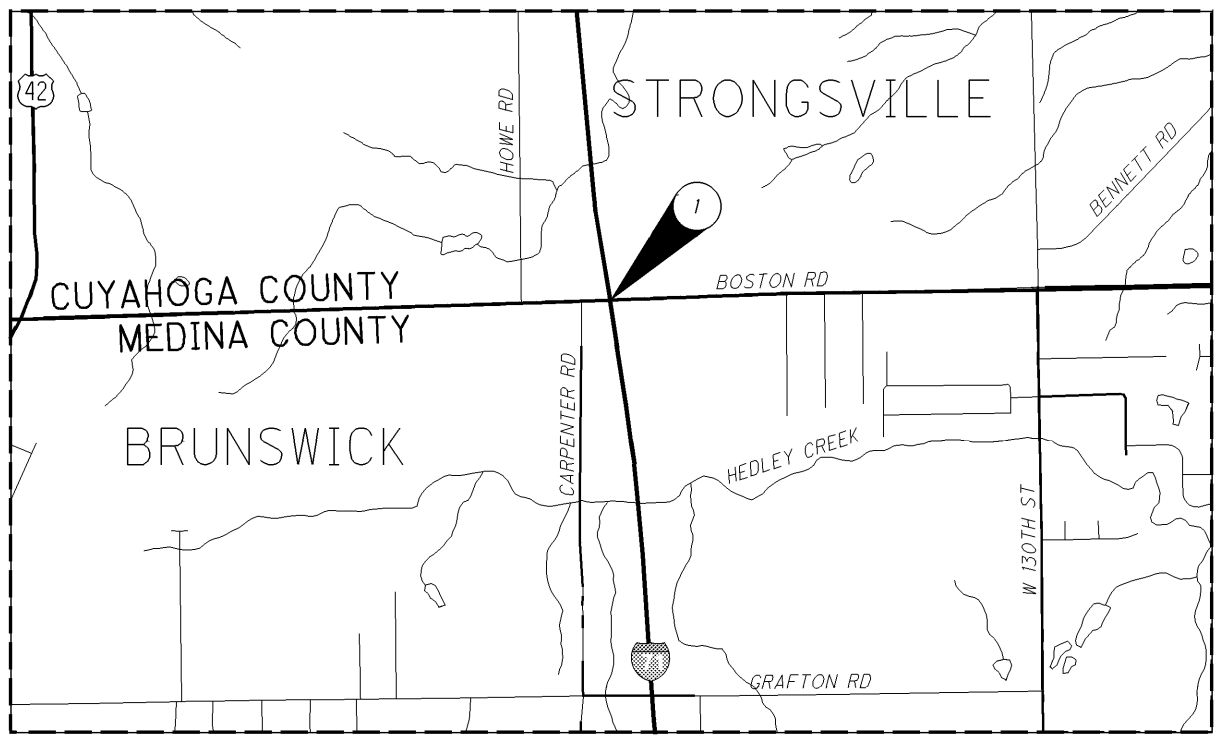 42
HOWE RD
STRONGSVILLE
BENNETT RD
1
BOSTON RD
CUYAHOGA COUNTY
MEDINA COUNTY
CARPENTER RD
BRUNSWICK
HEDLEY CREEK
W 130TH ST
71
GRAFTON RD